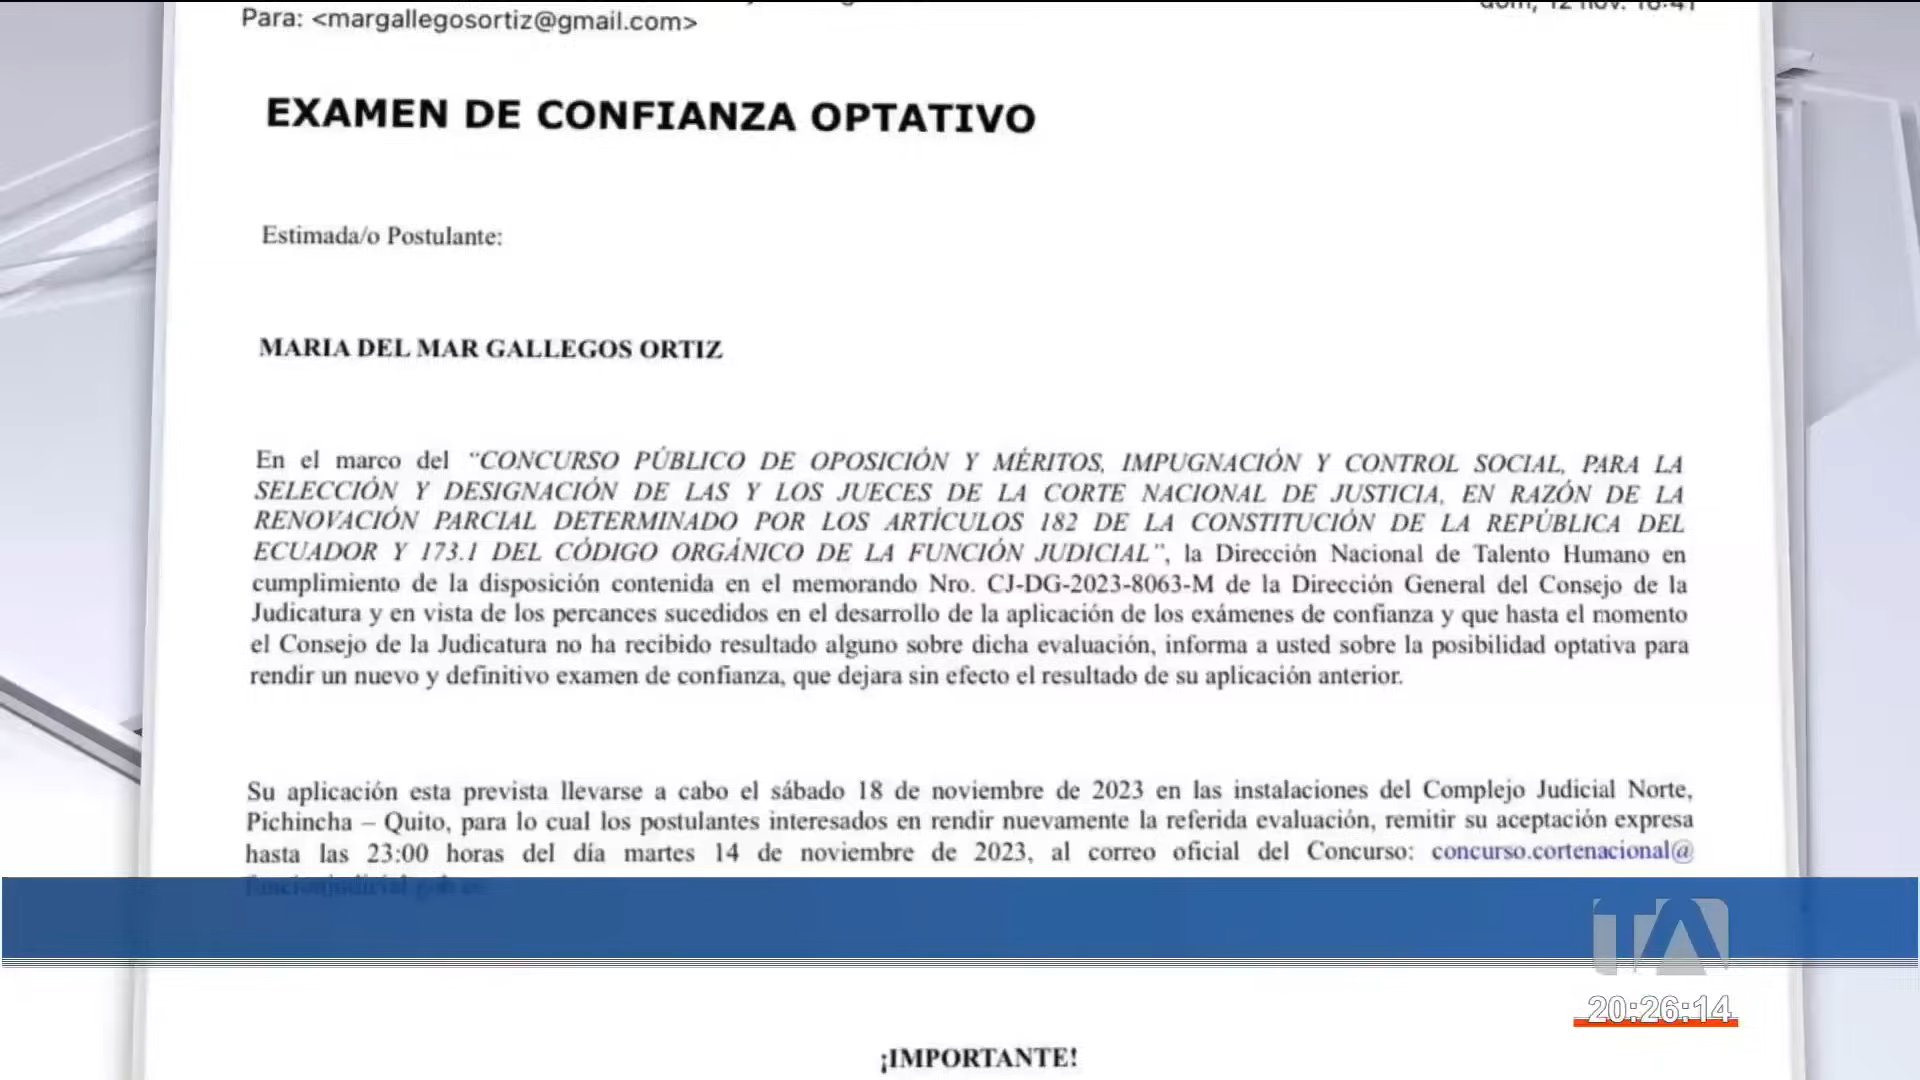 Para: <margallegosortiz@gmail.com>
EXAMEN DE CONFIANZA OPTATIVO
Estimada/o Postulante:
MARIA DEL MAR GALLEGOS ORTIZ
En el marco del "CONCURSO PÚBLICO DE OPOSICIÓN Y MÉRITOS, IMPUGNACIÓN Y CONTROL SOCIAL, PARA LA
SELECCIÓN Y DESIGNACIÓN DE LAS Y LOS JUECES DE LA CORTE NACIONAL DE JUSTICIA, EN RAZÓN DE LA
RENOVACIÓN PARCIAL DETERMINADO POR LOS ARTÍCULOS 182 DE LA CONSTITUCIÓN DE LA REPÚBLICA DEL
ECUADOR Y 173.1 DEL CÓDIGO ORGÁNICO DE LA FUNCIÓN JUDICIAL", la Dirección Nacional de Talento Humano en
cumplimiento de la disposición contenida en el memorando Nro. CJ-DG-2023-8063-M de la Dirección General del Consejo de la
Judicatura y en vista de los percances sucedidos en el desarrollo de la aplicación de los exámenes de confianza y que hasta el momento
el Consejo de la Judicatura no ha recibido resultado alguno sobre dicha evaluación, informa a usted sobre la posibilidad optativa para
rendir un nuevo y definitivo examen de confianza, que dejara sin efecto el resultado de su aplicación anterior.
Su aplicación esta prevista llevarse a cabo el sábado 18 de noviembre de 2023 en las instalaciones del Complejo Judicial Norte,
Pichincha – Quito, para lo cual los postulantes interesados en rendir nuevamente la referida evaluación, remitir su aceptación expresa
hasta las 23:00 horas del día martes 14 de noviembre de 2023, al correo oficial del Concurso: concurso.cortenacional@
TA
20:26:14
¡IMPORTANTE!